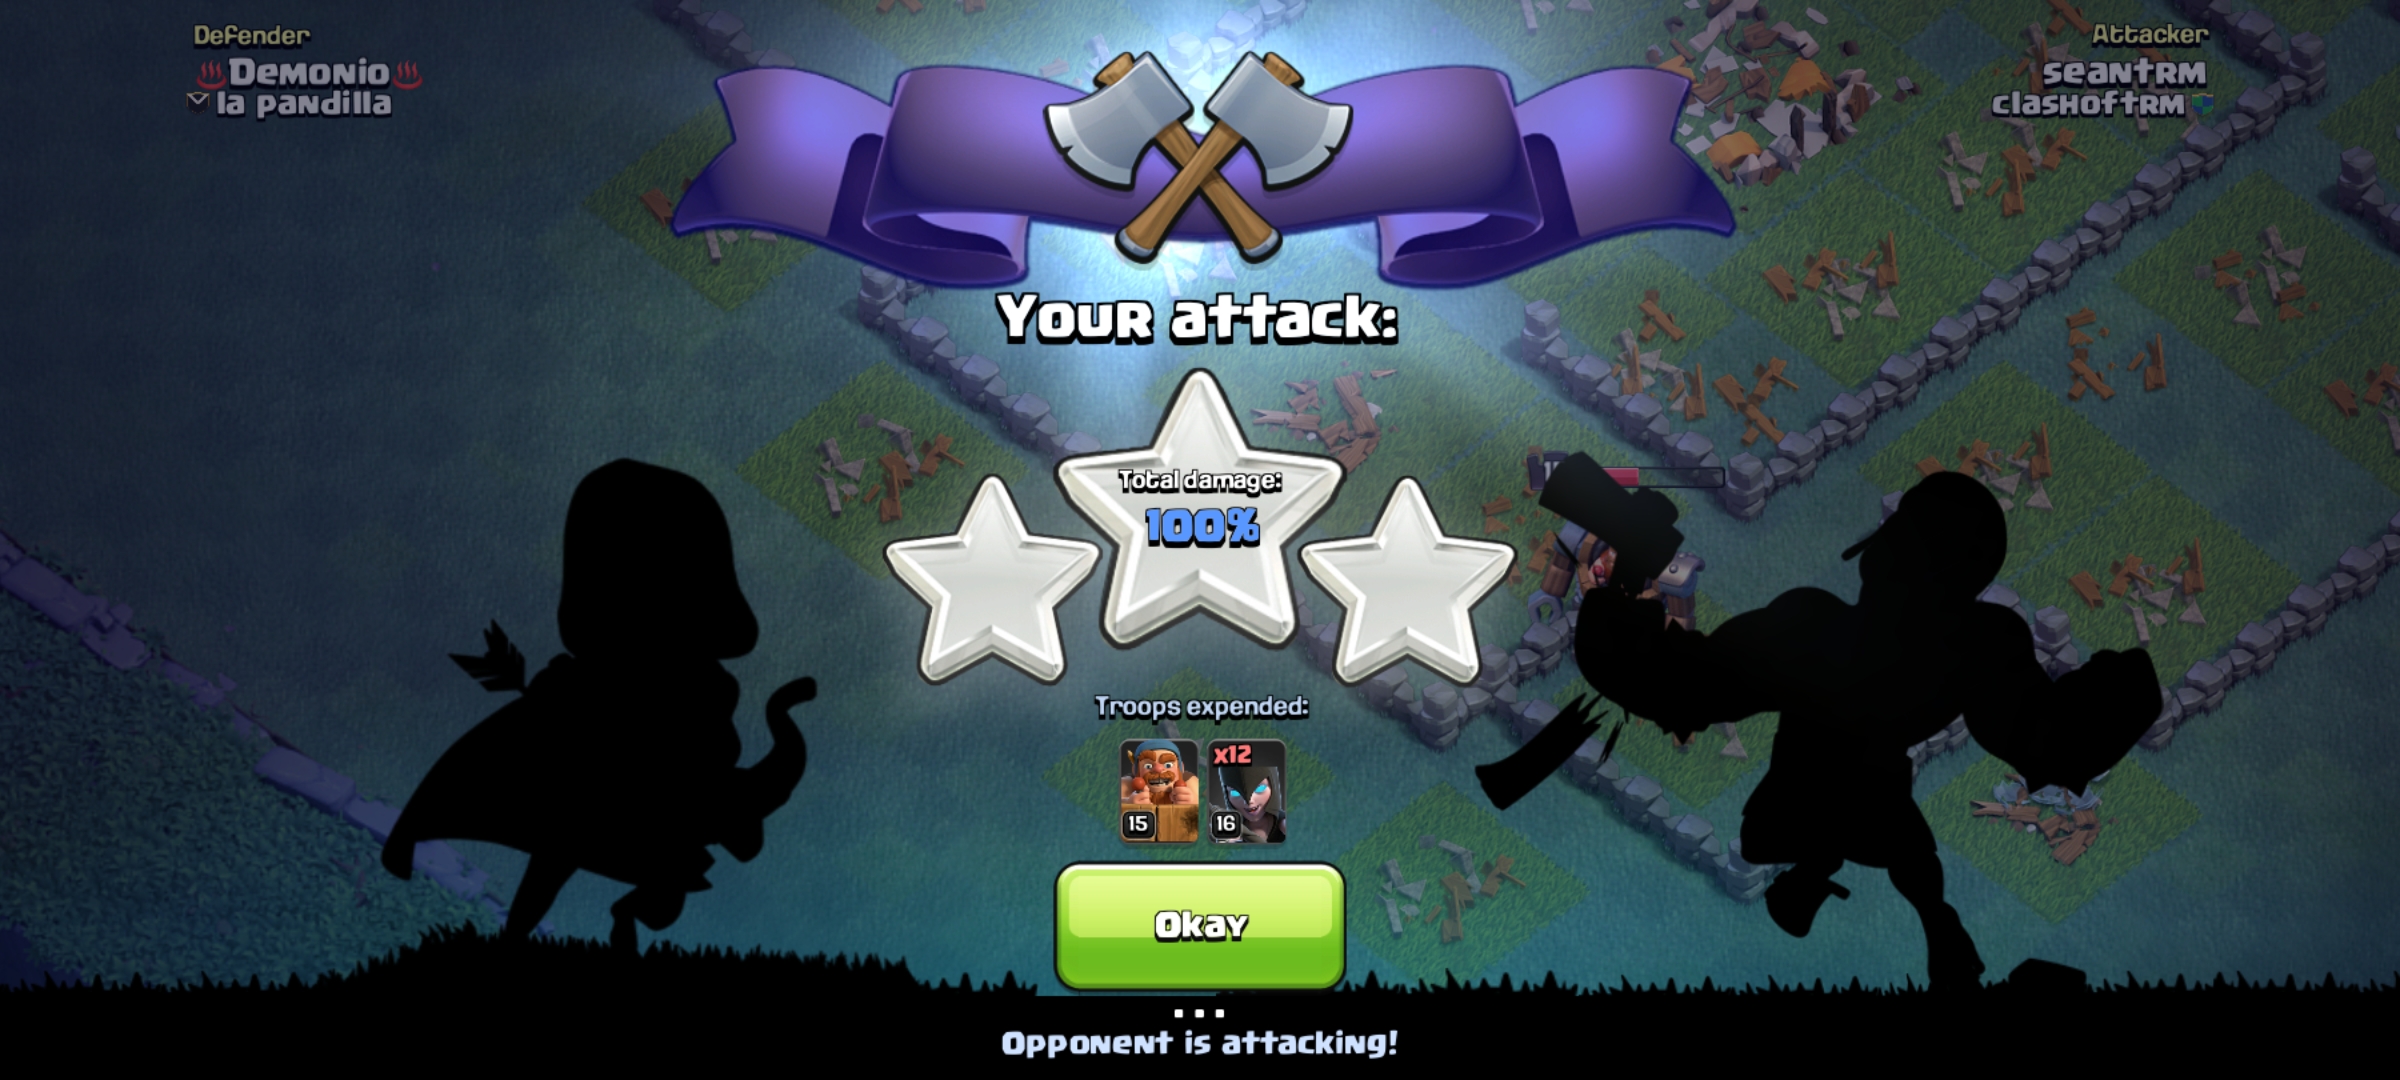 Defender
♨Demonio♨
la pandilla
Attacker
seantRM
clashoftRM
Your attack:
Total damage:
100%
Troops expended:
x12
15
16
Okay
...
Opponent is attacking!